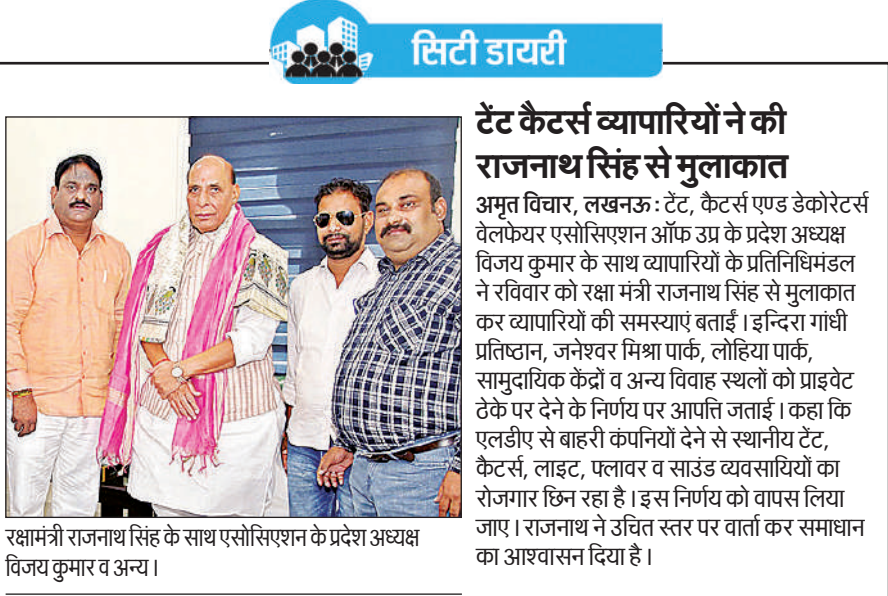 सिटी डायरी
टेंट कैटर्स व्यापारियों ने की
राजनाथ सिंह से मुलाकात
अमृत विचार, लखनऊ : टेंट, कैटर्स एण्ड डेकोरेटर्स
वेलफेयर एसोसिएशन ऑफ उप्र के प्रदेश अध्यक्ष
विजय कुमार के साथ व्यापारियों के प्रतिनिधिमंडल
ने रविवार को रक्षा मंत्री राजनाथ सिंह से मुलाकात
कर व्यापारियों की समस्याएं बताईं । इन्दिरा गांधी
प्रतिष्ठान, जनेश्वर मिश्रा पार्क, लोहिया पार्क,
सामुदायिक केंद्रों व अन्य विवाह स्थलों को प्राइवेट
ठेके पर देने के निर्णय पर आपत्ति जताई । कहा कि
एलडीए से बाहरी कंपनियों देने से स्थानीय टेंट,
कैटर्स, लाइट, फ्लावर व साउंड व्यवसायियों का
रोजगार छिन रहा है । इस निर्णय को वापस लिया
जाए । राजनाथ ने उचित स्तर पर वार्ता कर समाधान
का आश्वासन दिया है ।
रक्षामंत्री राजनाथ सिंह के साथ एसोसिएशन के प्रदेश अध्यक्ष
विजय कुमार व अन्य ।